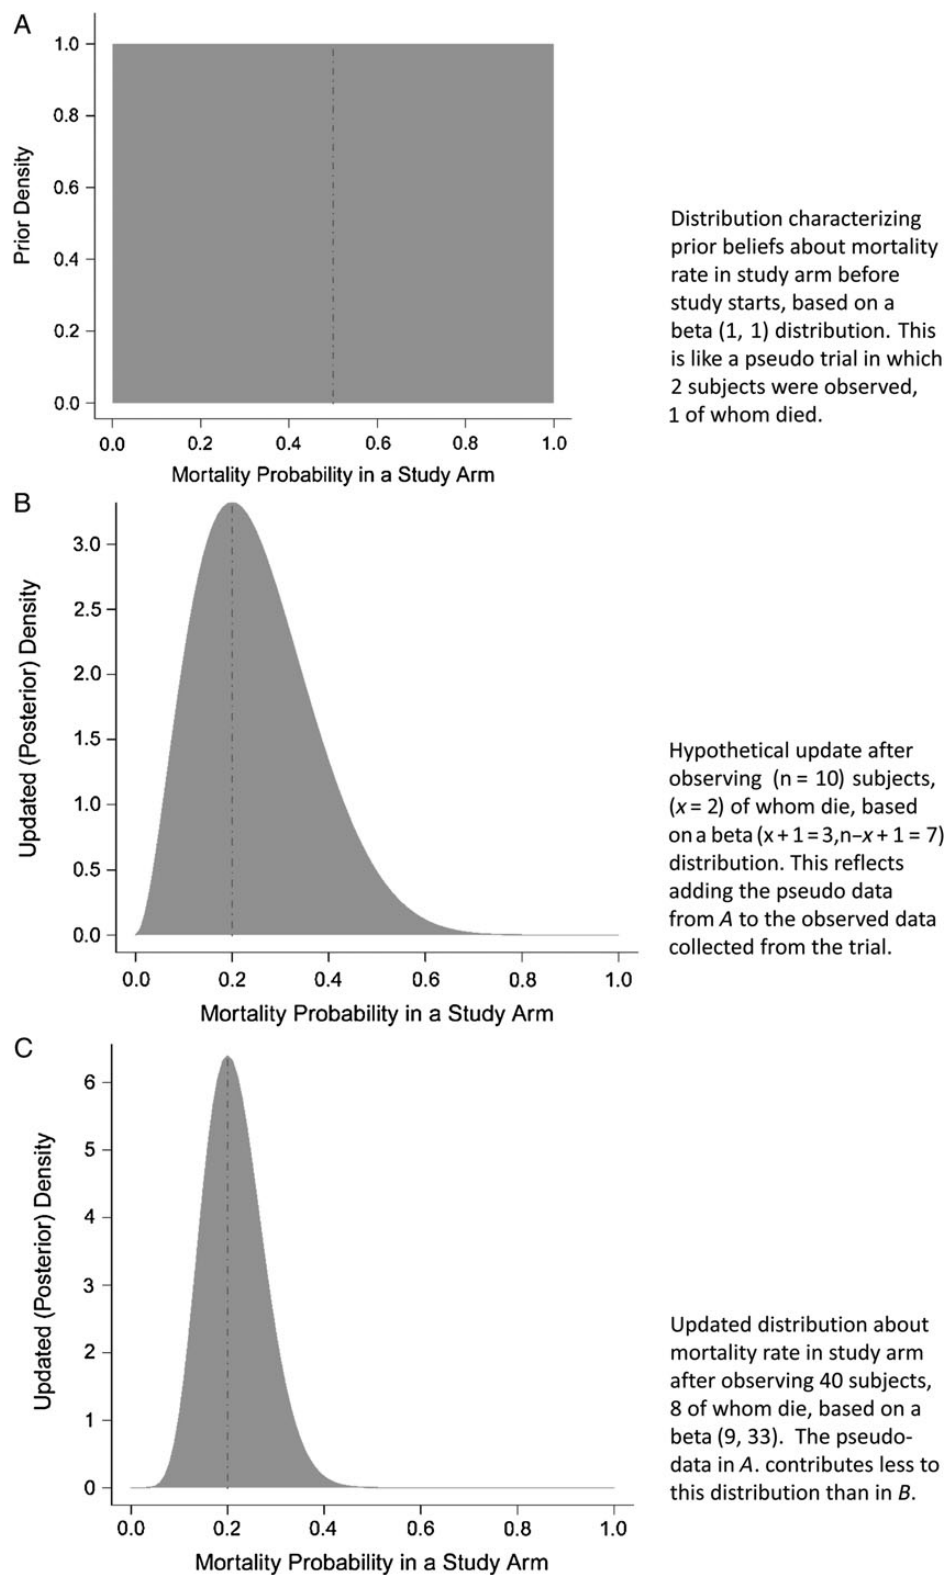 A
1.0
0.8
0.6
0.4
0.2
0.0
Prior Density
0.0 0.2 0.4 0.6 0.8 1.0
Mortality Probability in a Study Arm
Distribution characterizing
prior beliefs about mortality
rate in study arm before
study starts, based on a
beta (1, 1) distribution. This
is like a pseudo trial in which
2 subjects were observed,
1 of whom died.
B
3.0
2.5
2.0
1.5
1.0
0.5
0.0
Updated (Posterior) Density
0.0 0.2 0.4 0.6 0.8 1.0
Mortality Probability in a Study Arm
Hypothetical update after
observing (n = 10) subjects,
(x = 2) of whom die, based
on a beta (x + 1 = 3,n–x + 1 = 7)
distribution. This reflects
adding the pseudo data
from A to the observed data
collected from the trial.
C
6
5
4
3
2
1
0
Updated (Posterior) Density
0.0 0.2 0.4 0.6 0.8 1.0
Mortality Probability in a Study Arm
Updated distribution about
mortality rate in study arm
after observing 40 subjects,
8 of whom die, based on a
beta (9, 33). The pseudo-
data in A. contributes less to
this distribution than in B.